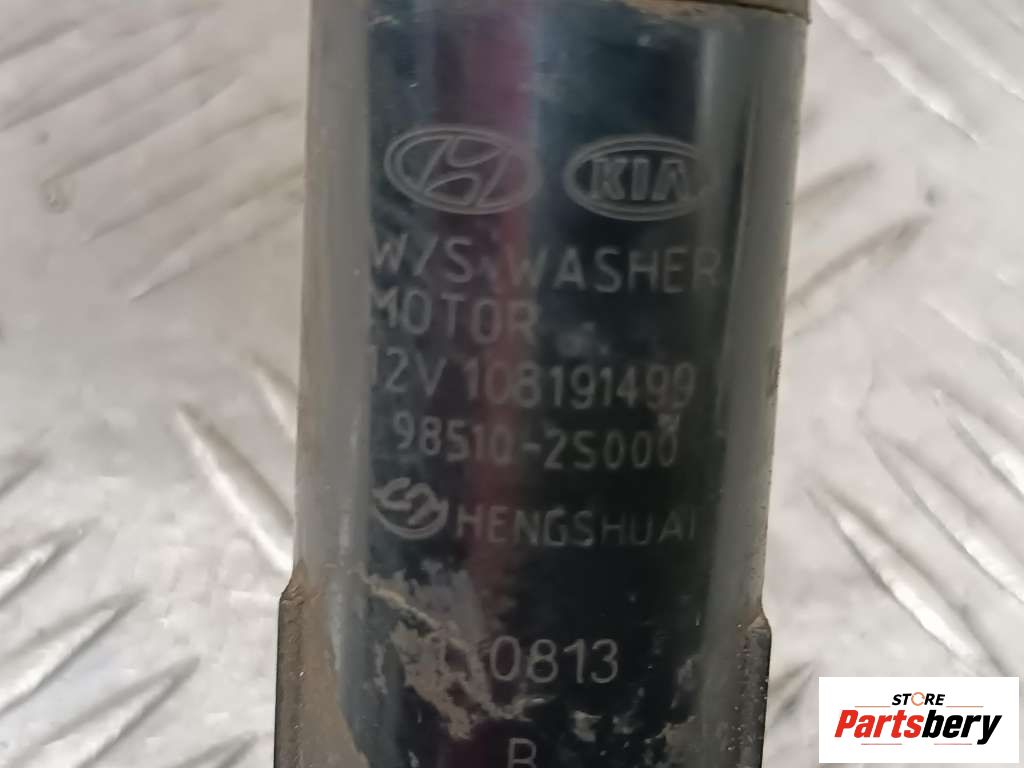 KIA
W/S WASHER
MOTOR
12V 108191499
98510-2S000
HENGSHUAI
0813
B
STORE
Partsbery